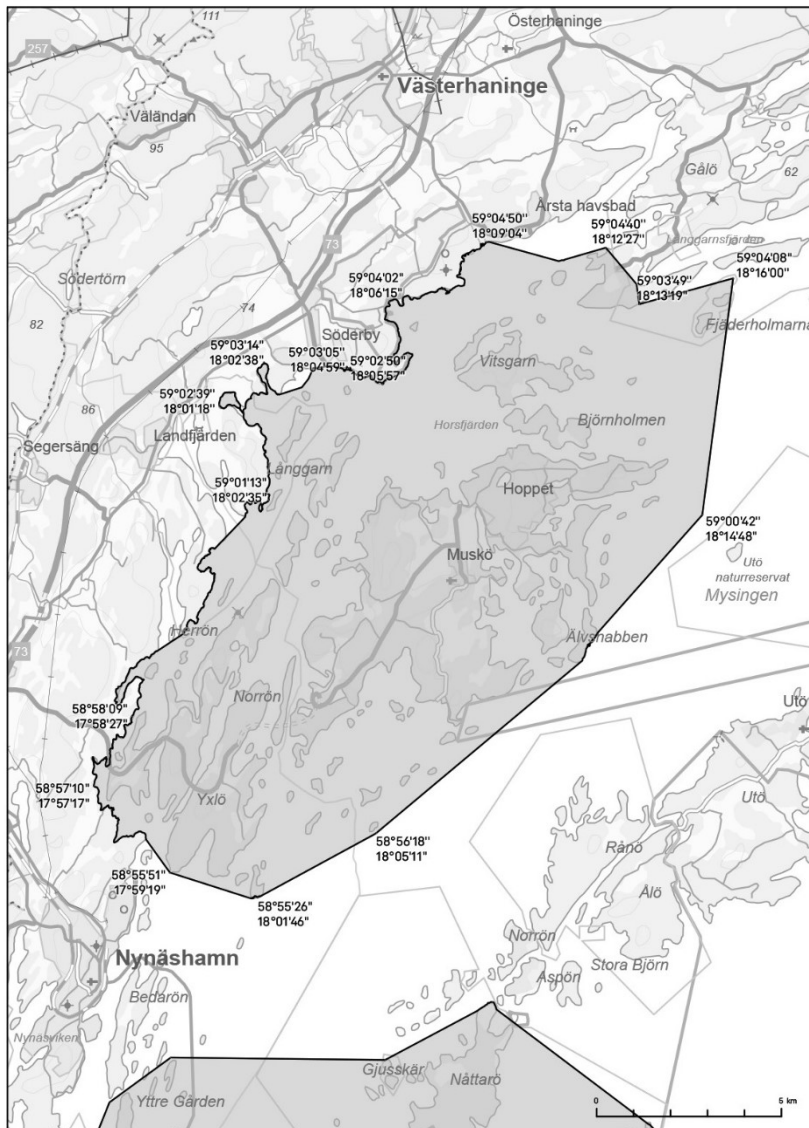 111
Österhaninge
257
Västerhaninge
Väländan
95
Gålö
62
Årsta havsbad
59°04'50"
18°09'04"
59°04'40"
18°12'27"
Långgarnsfjärden
73
59°04'02"
18°06'15"
59°04'08"
18°16'00"
59°03'49"
18°13'19"
Södertörn
74
82
Söderby
Fjäderholmarna
59°03'14"
18°02'38"
59°03'05"
18°04'59"
59°02'50"
18°05'57"
Vitsgarn
59°02'39"
18°01'18"
86
Björnholmen
Horsfjärden
Landfjärden
Segersäng
Långgarn
59°01'13"
18°02'35"
Hoppet
59°00'42"
18°14'48"
Muskö
Utö
naturreservat
Mysingen
Herrön
Älvsnabben
73
Norrön
58°58'09"
17°58'27"
Utö
58°57'10"
17°57'17"
Yxlö
Utö
58°56'18"
18°05'11"
Rånö
58°55'51"
17°59'19"
Ålö
58°55'26"
18°01'46"
Norrön
Nynäshamn
Stora Björn
Aspön
Bedarön
Nynäsviken
Gjusskär
Nåttarö
Yttre Gården
0 5 km